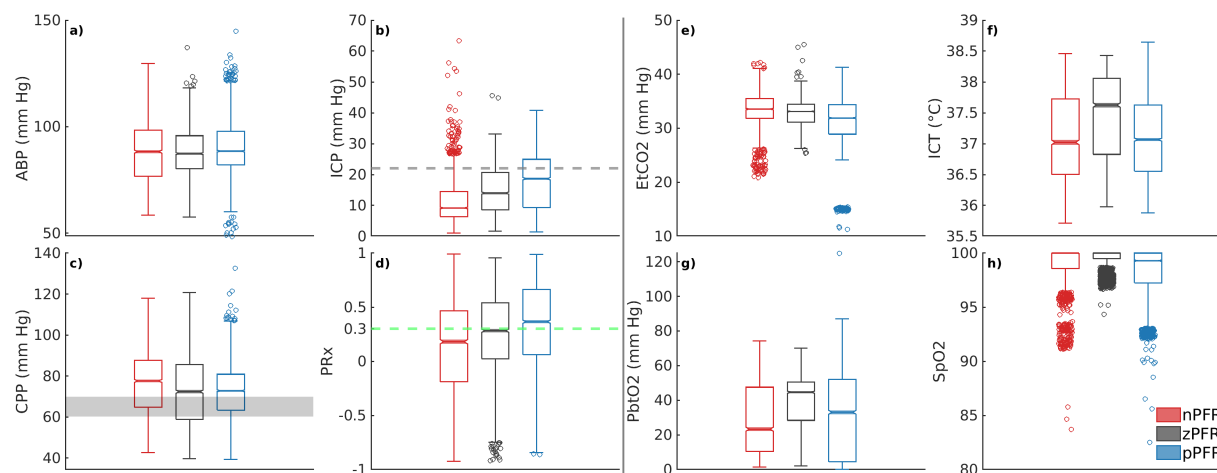 a)
150
100
50
ABP (mm Hg)
b)
70
60
50
40
30
20
10
0
ICP (mm Hg)
e)
50
40
30
20
10
EtCO2 (mm Hg)
f)
39
38.5
38
37.5
37
36.5
36
35.5
ICT (°C)
c)
140
120
100
80
60
40
CPP (mm Hg)
d)
1
0.5
0.3
0
-0.5
-1
PRx
g)
120
100
80
60
40
20
0
PbtO2 (mm Hg)
h)
100
95
90
85
80
SpO2
nPFR
zPFR
pPFR